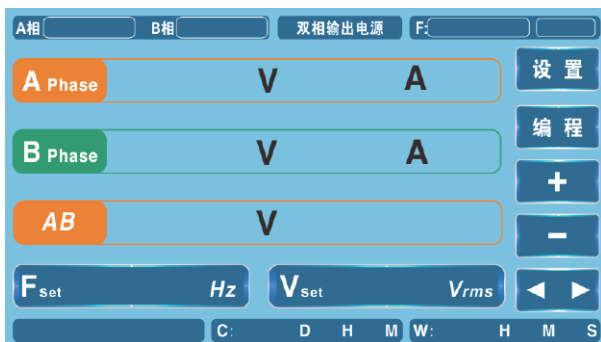 A相 B相 双相输出电源 F:
A Phase V A 设 置
B Phase V A 编 程
+
AB V −
Fset Hz Vset Vrms ◀ ▶
C: D H M W: H M S